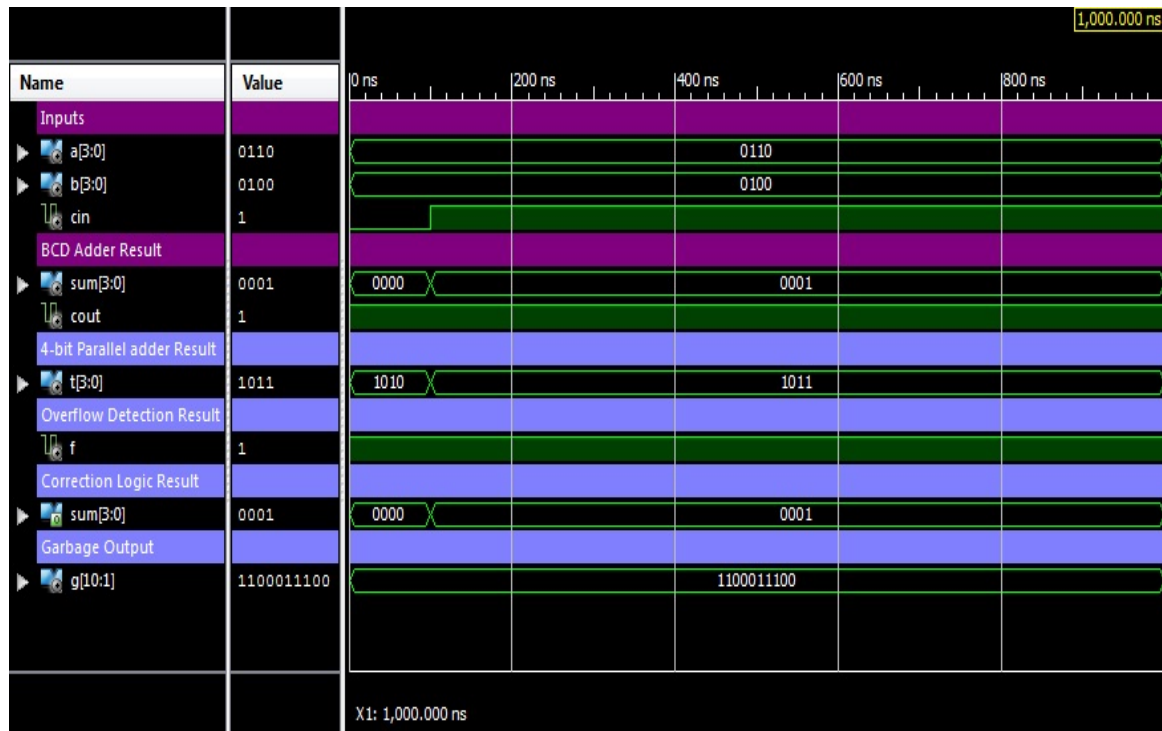 1,000.000 ns
Name Value 0 ns 200 ns 400 ns 600 ns 800 ns
Inputs
a[3:0] 0110 0110
b[3:0] 0100 0100
cin 1
BCD Adder Result
sum[3:0] 0001 0000 0001
cout 1
4-bit Parallel adder Result
t[3:0] 1011 1010 1011
Overflow Detection Result
f 1
Correction Logic Result
sum[3:0] 0001 0000 0001
Garbage Output
g[10:1] 1100011100 1100011100
X1: 1,000.000 ns